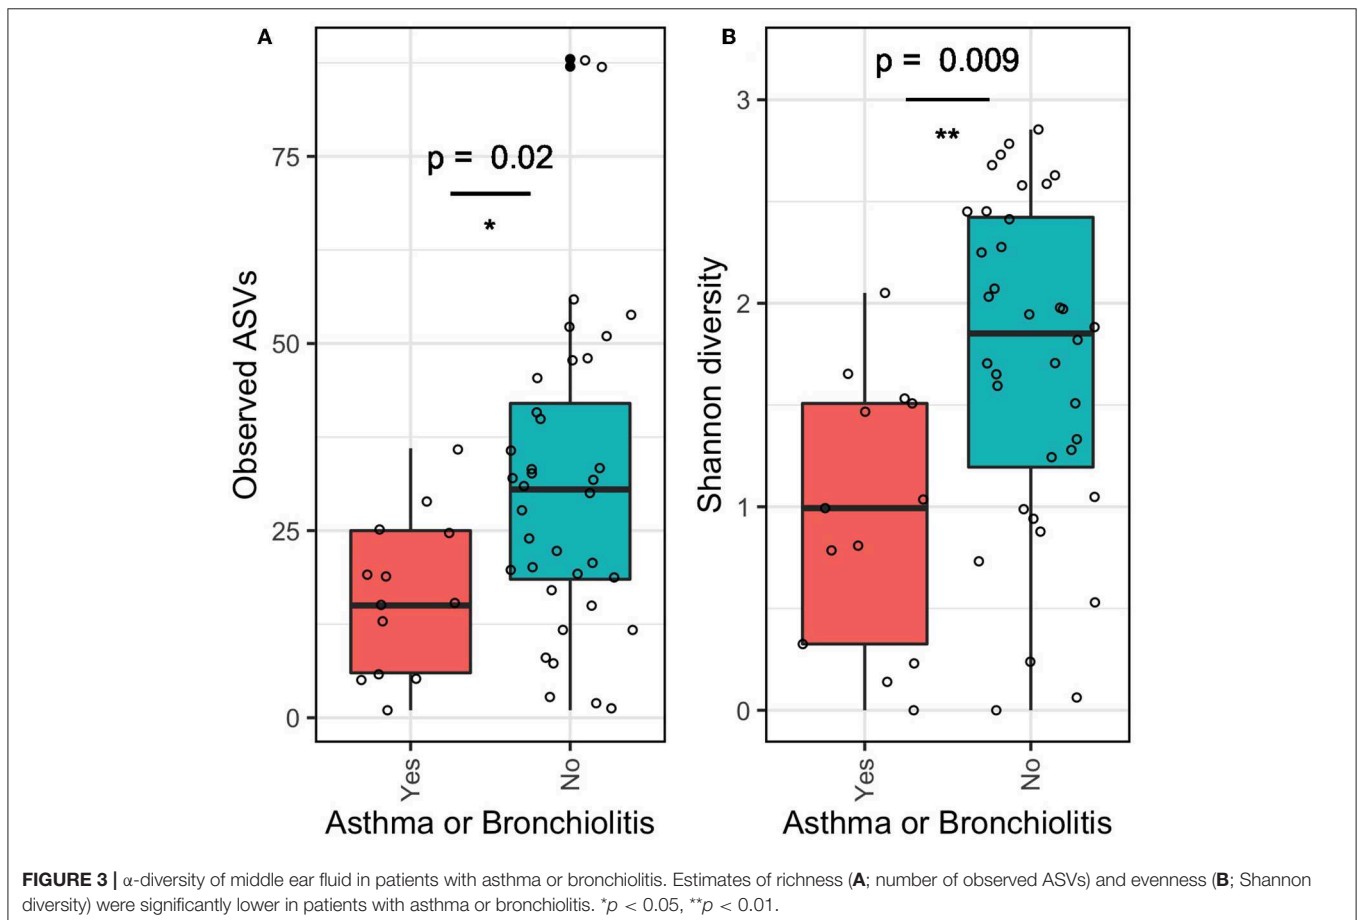 A
p = 0.02
*
75
50
25
0
Observed ASVs
Yes
No
Asthma or Bronchiolitis
B
p = 0.009
**
3
2
1
0
Shannon diversity
Yes
No
Asthma or Bronchiolitis
FIGURE 3 | α-diversity of middle ear fluid in patients with asthma or bronchiolitis. Estimates of richness (A; number of observed ASVs) and evenness (B; Shannon
diversity) were significantly lower in patients with asthma or bronchiolitis. *p < 0.05, **p < 0.01.